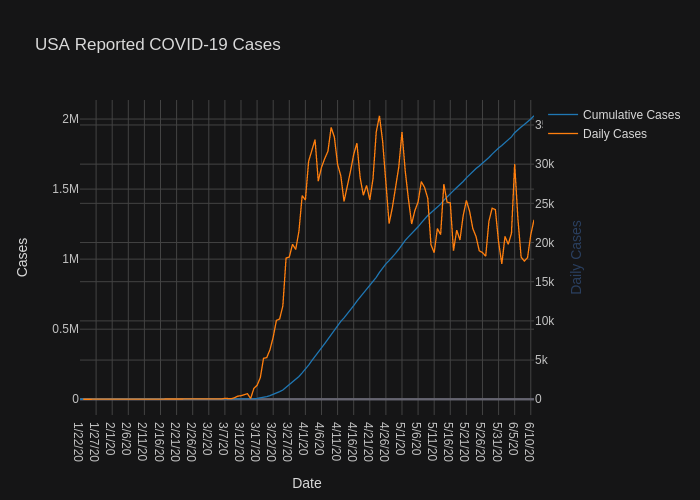 USA Reported COVID-19 Cases
Cumulative Cases
Daily Cases
2M
1.5M
1M
0.5M
0
30k
25k
20k
15k
10k
5k
0
Cases
Daily Cases
1/22/20
1/27/20
2/1/20
2/6/20
2/11/20
2/16/20
2/21/20
2/26/20
3/2/20
3/7/20
3/12/20
3/17/20
3/22/20
3/27/20
4/1/20
4/6/20
4/11/20
4/16/20
4/21/20
4/26/20
5/1/20
5/6/20
5/11/20
5/16/20
5/21/20
5/26/20
5/31/20
6/5/20
6/10/20
Date